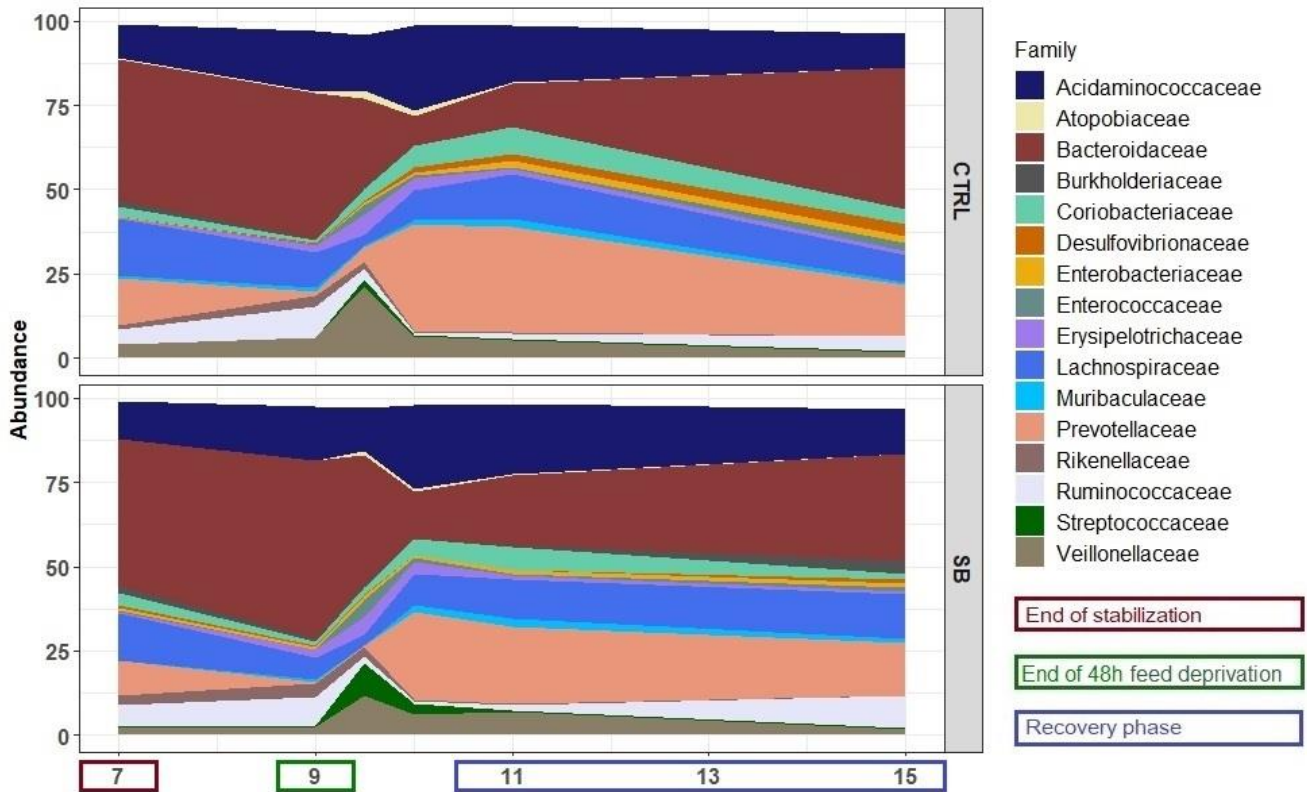 100
75
50
25
0
CTRL
100
75
50
25
0
SB
Abundance
7
9
11
13
15
Family
Acidaminococcaceae
Atopobiaceae
Bacteroidaceae
Burkholderiaceae
Coriobacteriaceae
Desulfovibrionaceae
Enterobacteriaceae
Enterococcaceae
Erysipelotrichaceae
Lachnospiraceae
Muribaculaceae
Prevotellaceae
Rikenellaceae
Ruminococcaceae
Streptococcaceae
Veillonellaceae
End of stabilization
End of 48h feed deprivation
Recovery phase